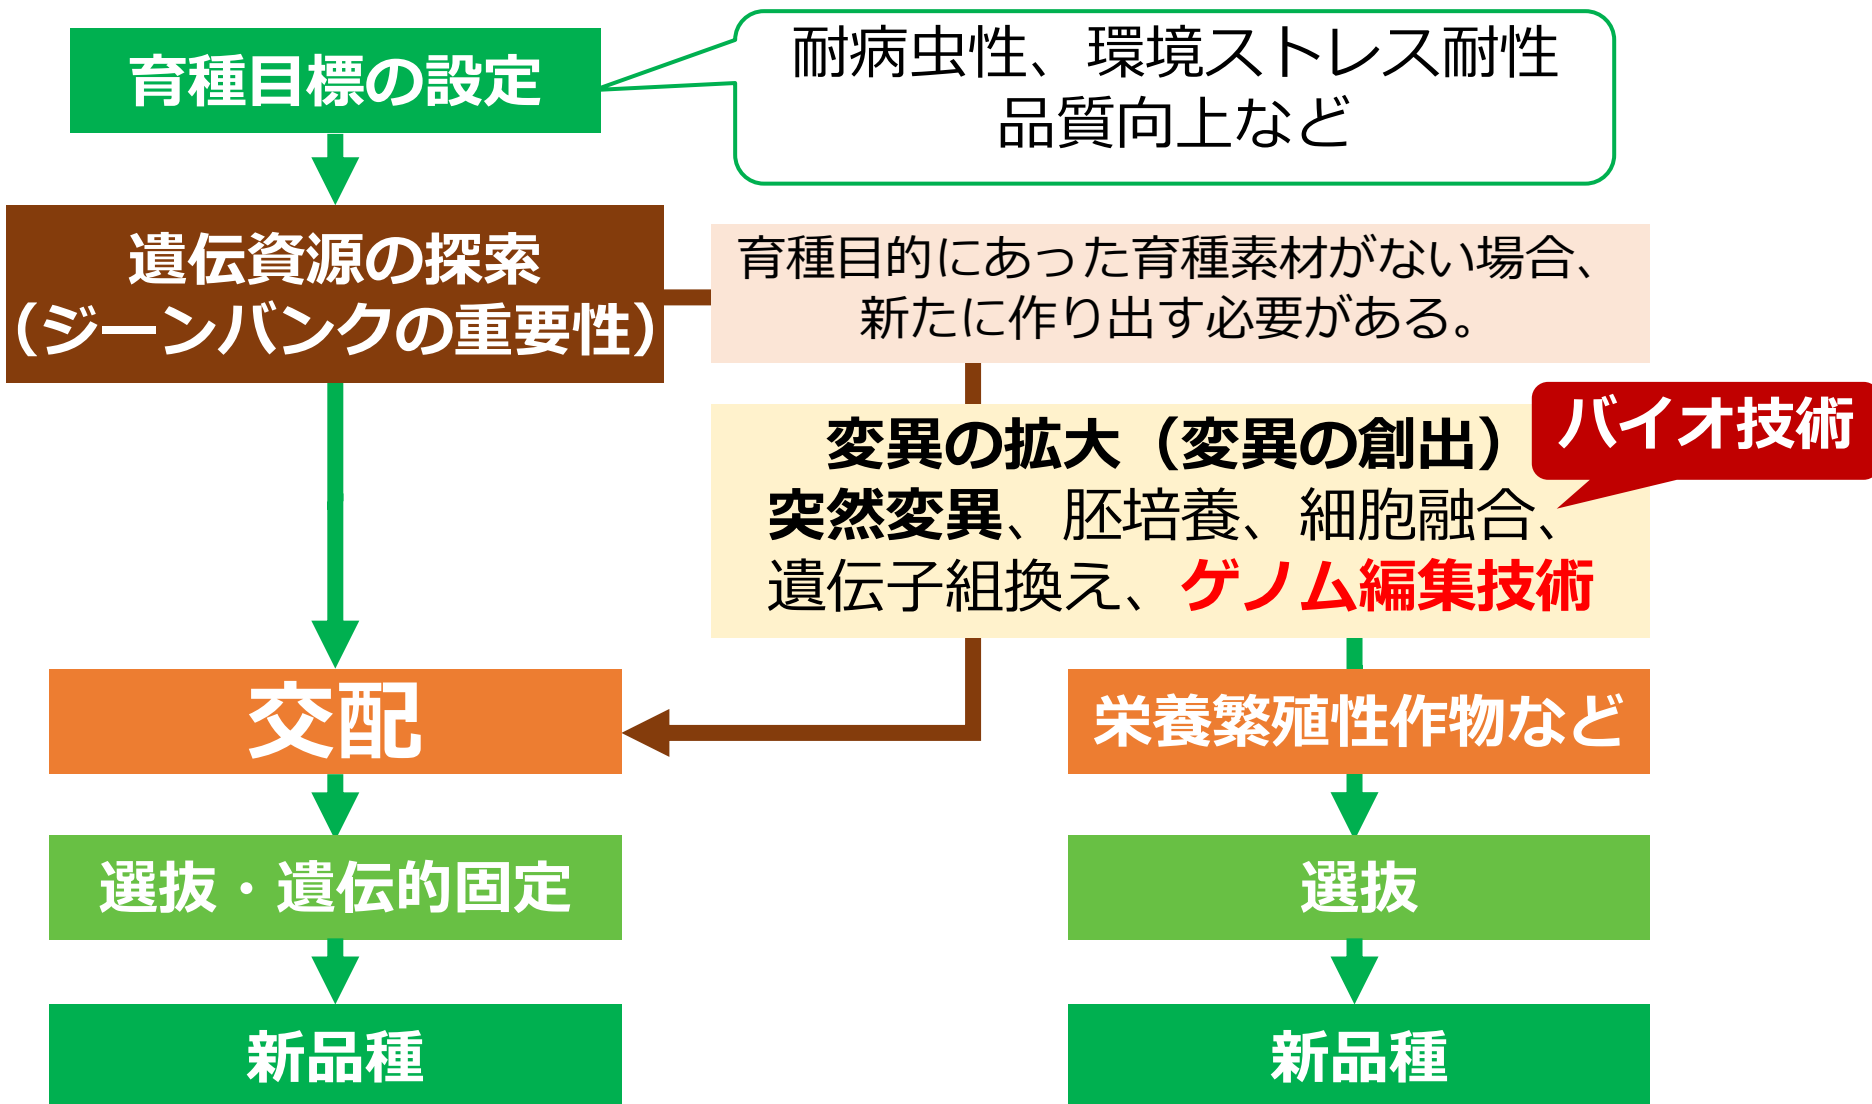 育種目標の設定
耐病虫性、環境ストレス耐性
品質向上など
遺伝資源の探索
（ジーンバンクの重要性）
育種目的にあった育種素材がない場合、
新たに作り出す必要がある。
変異の拡大（変異の創出）
バイオ技術
突然変異、胚培養、細胞融合、
遺伝子組換え、ゲノム編集技術
交配
栄養繁殖性作物など
選抜・遺伝的固定
選抜
新品種
新品種